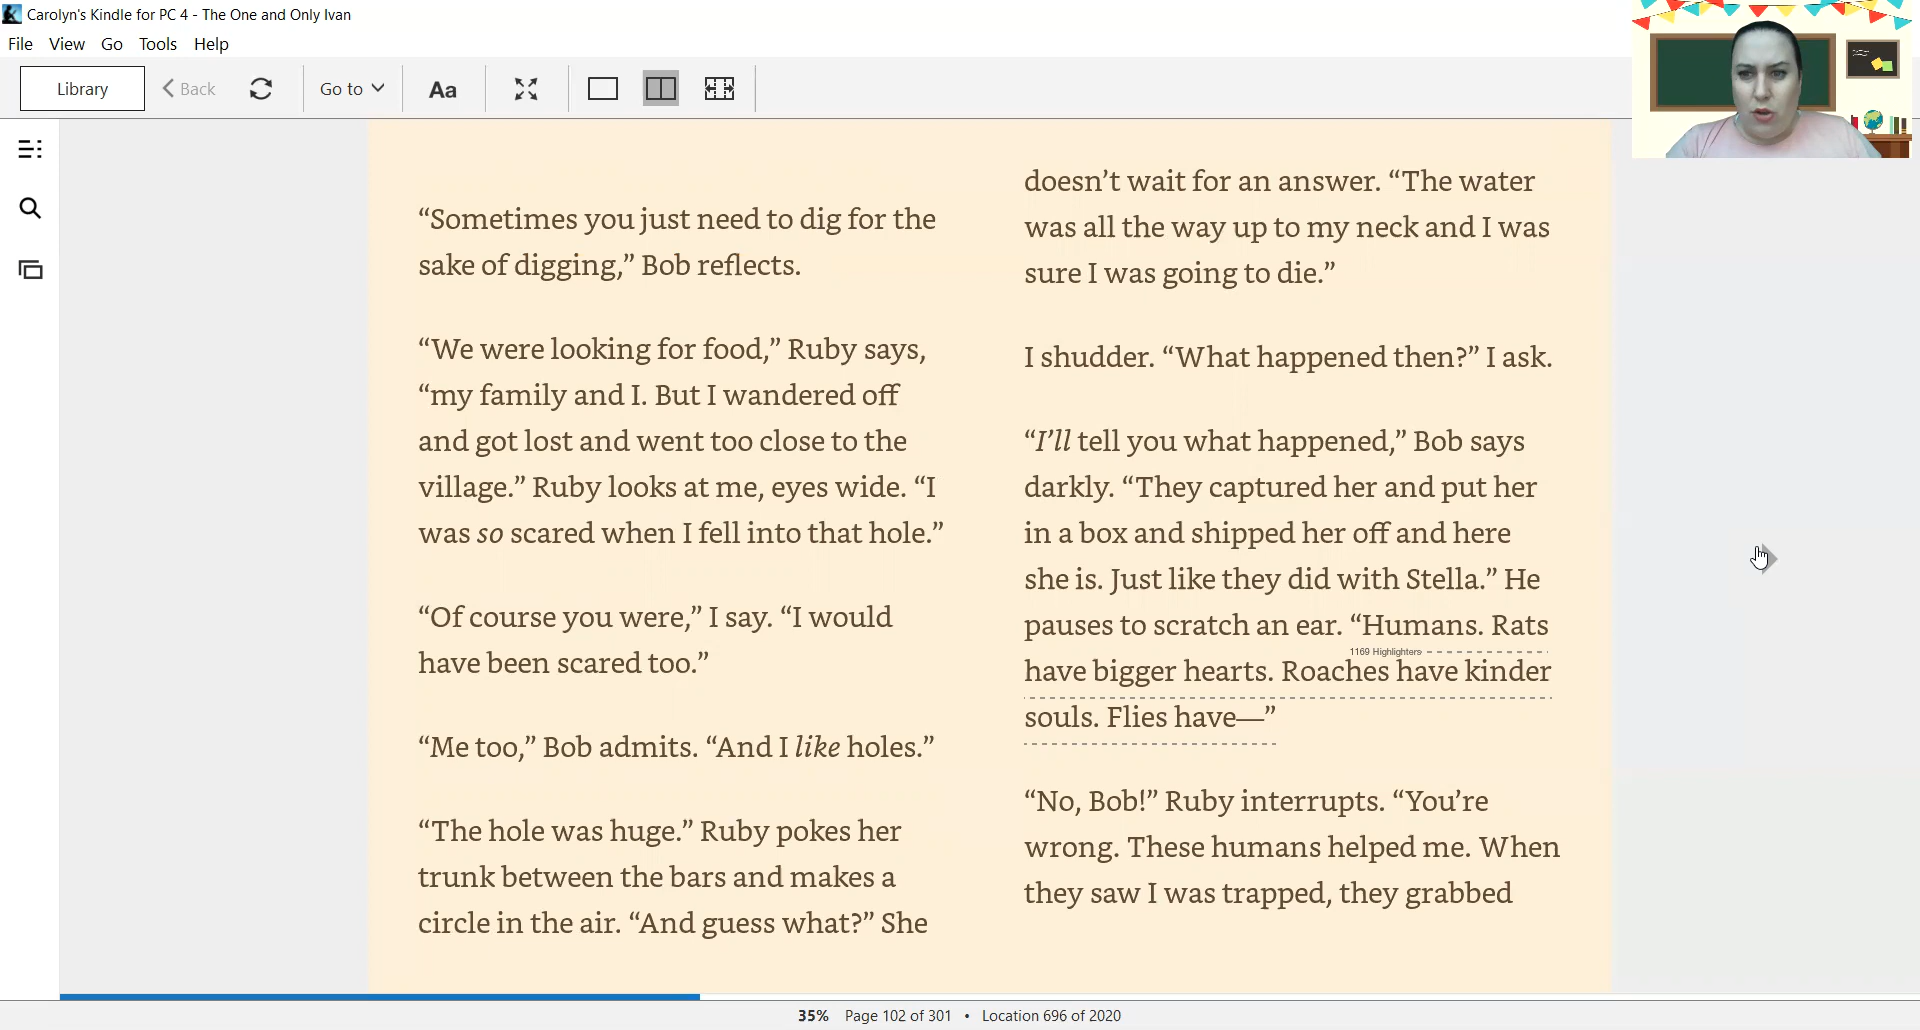 Carolyn's Kindle for PC 4 - The One and Only Ivan
File View Go Tools Help
Library
Back
Go to
Aa
“Sometimes you just need to dig for the
sake of digging,” Bob reflects.
“We were looking for food,” Ruby says,
“my family and I. But I wandered off
and got lost and went too close to the
village.” Ruby looks at me, eyes wide. “I
was so scared when I fell into that hole.”
“Of course you were,” I say. “I would
have been scared too.”
“Me too,” Bob admits. “And I like holes.”
“The hole was huge.” Ruby pokes her
trunk between the bars and makes a
circle in the air. “And guess what?” She
doesn’t wait for an answer. “The water
was all the way up to my neck and I was
sure I was going to die.”
I shudder. “What happened then?” I ask.
“I’ll tell you what happened,” Bob says
darkly. “They captured her and put her
in a box and shipped her off and here
she is. Just like they did with Stella.” He
pauses to scratch an ear. “Humans. Rats
1169 Highlighters
have bigger hearts. Roaches have kinder
souls. Flies have—”
“No, Bob!” Ruby interrupts. “You’re
wrong. These humans helped me. When
they saw I was trapped, they grabbed
35% Page 102 of 301 • Location 696 of 2020